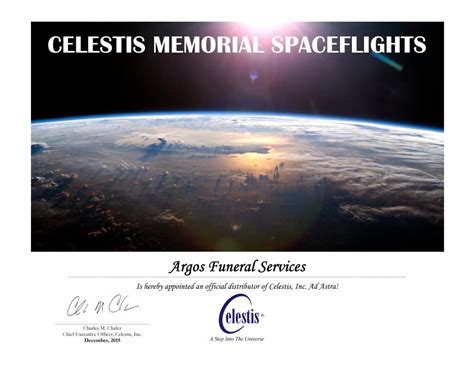 CELESTIS MEMORIAL SPACEFLIGHTS
Argos Funeral Services
Is hereby appointed an official distributor of Celestis, Inc. Ad Astra!
Charles M. Chafer
Chief Executive Officer, Celestis, Inc.
December, 2015
Celestis®
A Step Into The Universe